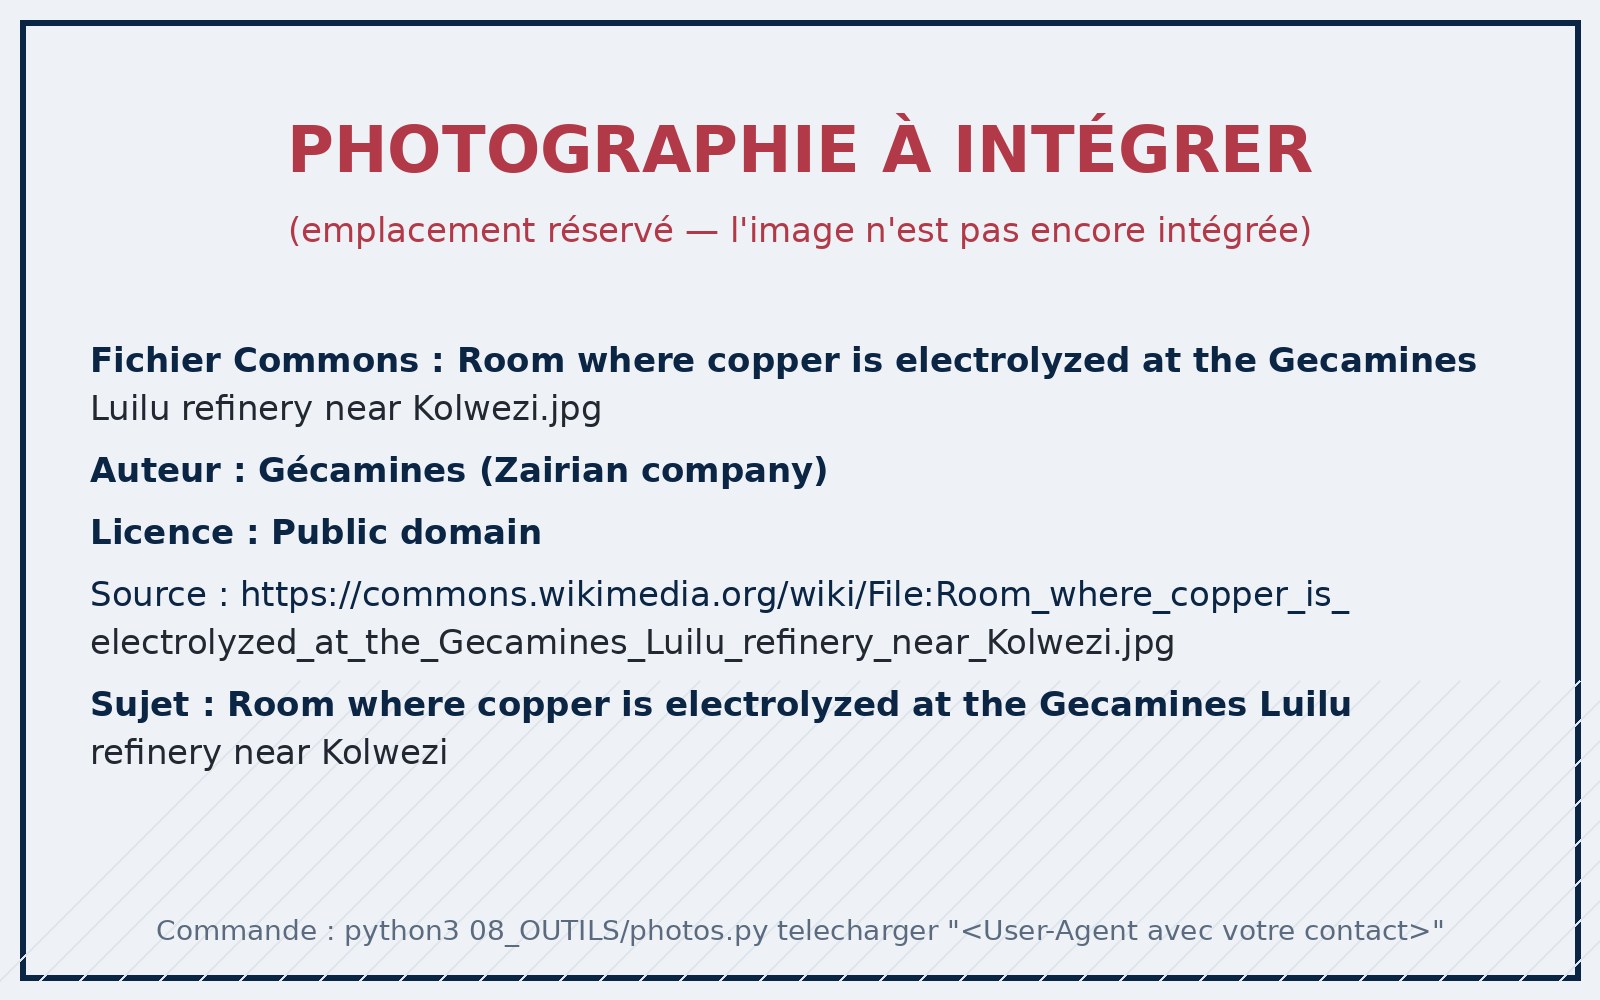 PHOTOGRAPHIE À INTÉGRER
(emplacement réservé — l'image n'est pas encore intégrée)
Fichier Commons : Room where copper is electrolyzed at the Gecamines
Luilu refinery near Kolwezi.jpg
Auteur : Gécamines (Zairian company)
Licence : Public domain
Source : https://commons.wikimedia.org/wiki/File:Room_where_copper_is_
electrolyzed_at_the_Gecamines_Luilu_refinery_near_Kolwezi.jpg
Sujet : Room where copper is electrolyzed at the Gecamines Luilu
refinery near Kolwezi
Commande : python3 08_OUTILS/photos.py telecharger "<User-Agent avec votre contact>"